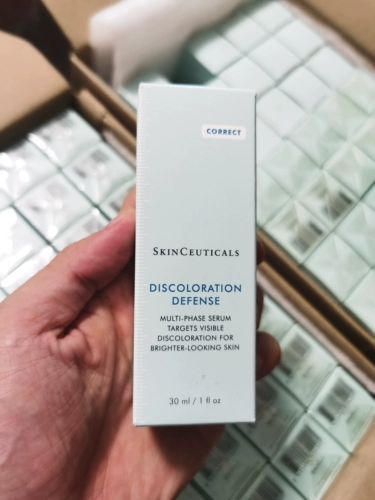 CORRECT
SKINCEUTICALS
DISCOLORATION
DEFENSE
MULTI-PHASE SERUM
TARGETS VISIBLE
DISCOLORATION FOR
BRIGHTER-LOOKING SKIN
30 ml / 1 fl oz